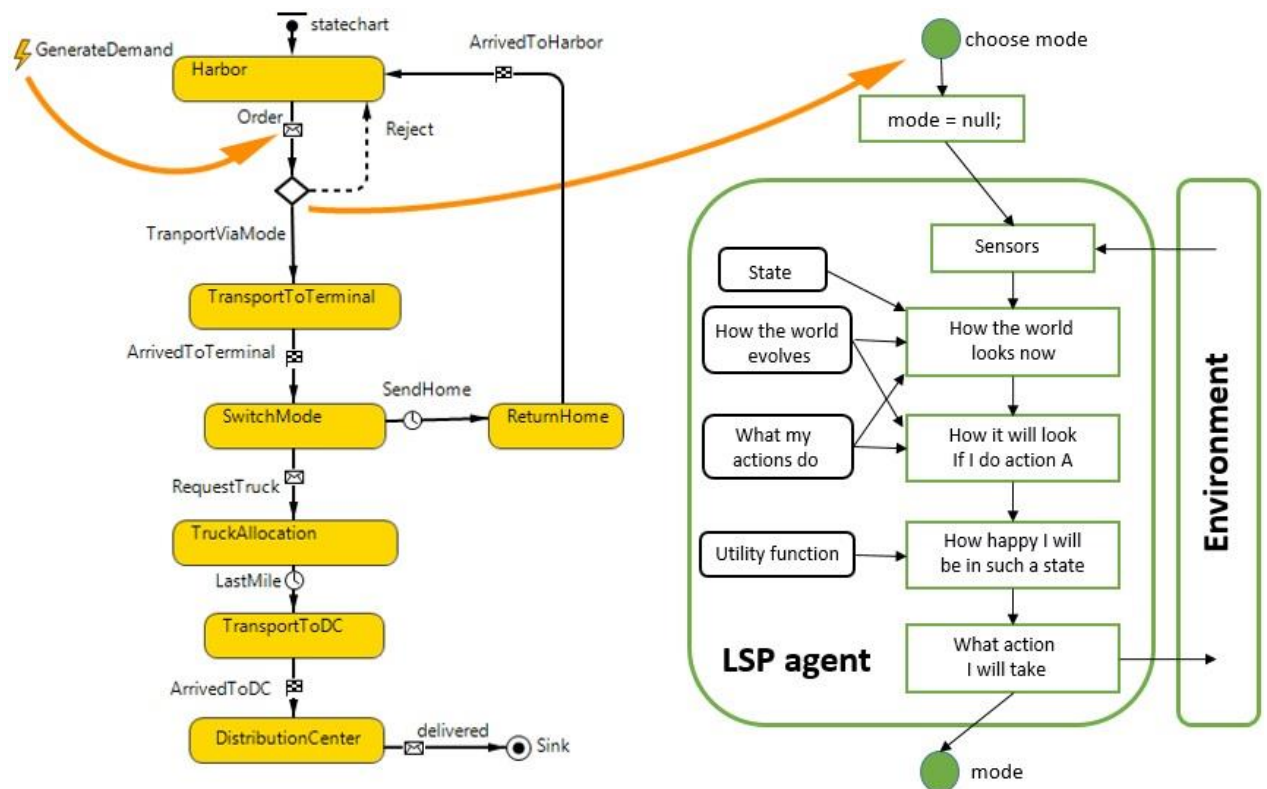 statechart
GenerateDemand
ArrivedToHarbor
Harbor
Order
Reject
TranportViaMode
TransportToTerminal
ArrivedToTerminal
SendHome
SwitchMode
ReturnHome
RequestTruck
TruckAllocation
LastMile
TransportToDC
ArrivedToDC
DistributionCenter
delivered
Sink
choose mode
mode = null;
Sensors
State
How the world
evolves
How the world
looks now
What my
actions do
How it will look
If I do action A
Utility function
How happy I will
be in such a state
LSP agent
What action
I will take
mode
Environment